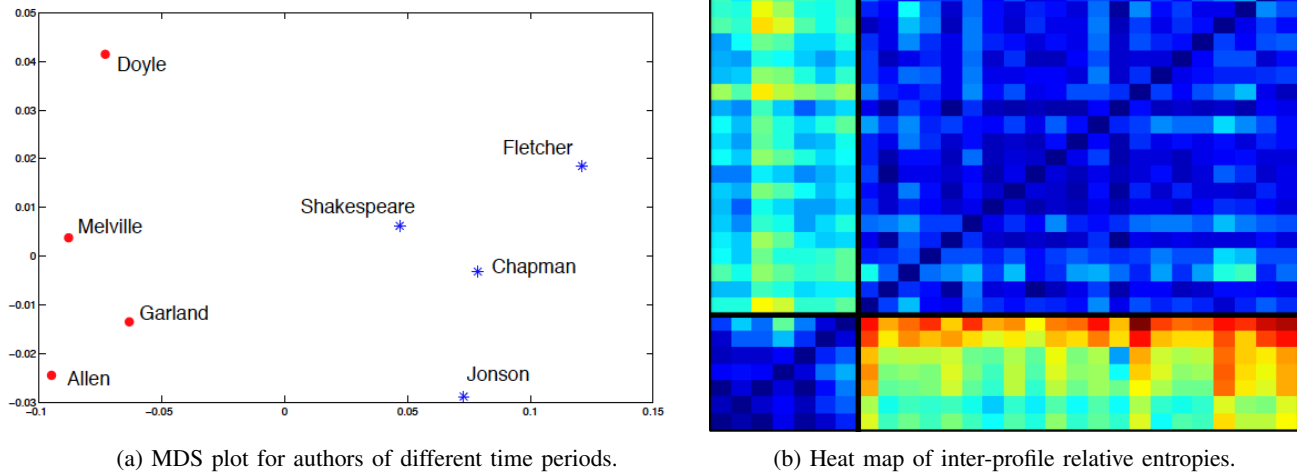 0.05
0.04
0.03
0.02
0.01
0
−0.01
−0.02
−0.03
−0.1
−0.05
0
0.05
0.1
0.15
Doyle
Fletcher
Shakespeare
Melville
Chapman
Garland
Allen
Jonson
(a) MDS plot for authors of different time periods.
(b) Heat map of inter-profile relative entropies.